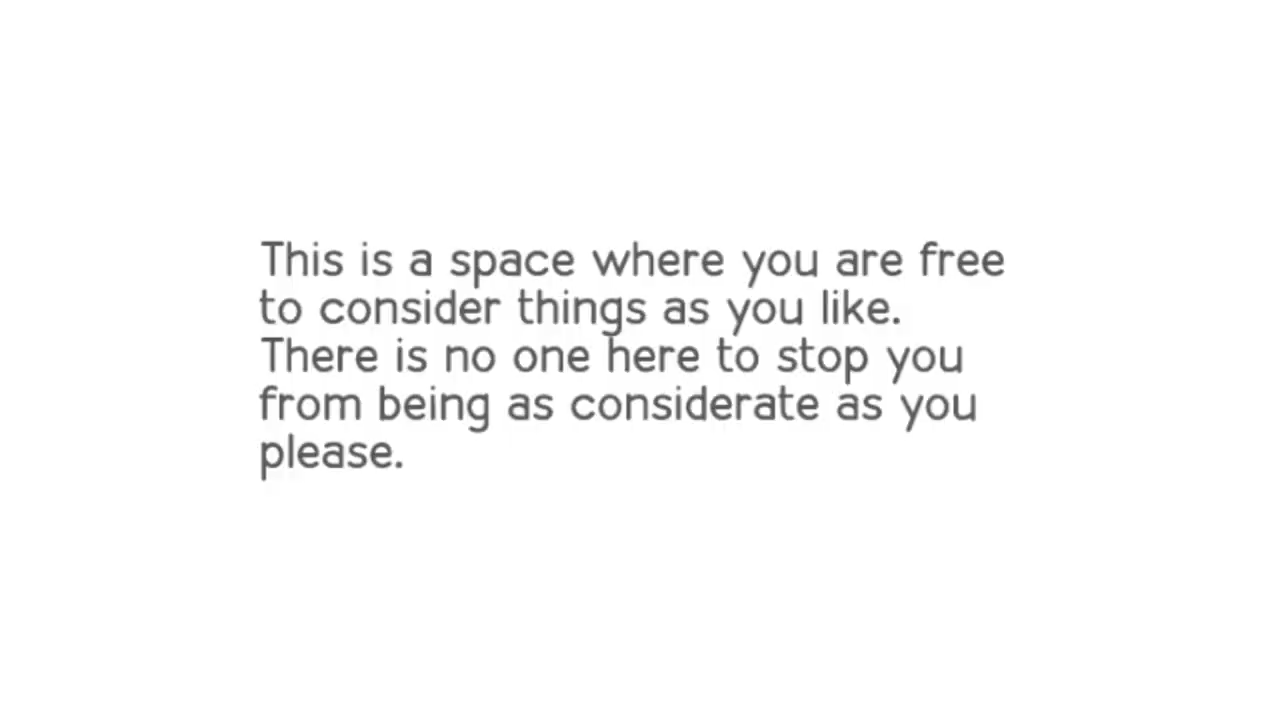 This is a space where you are free
to consider things as you like.
There is no one here to stop you
from being as considerate as you
please.